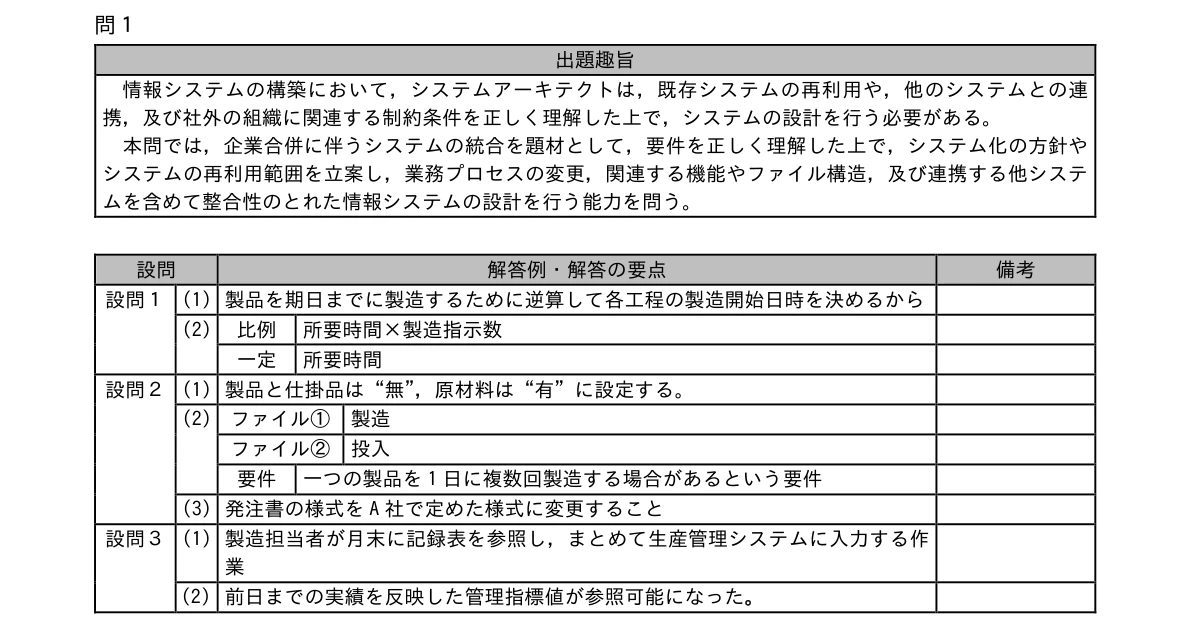 問1
出題趣旨
情報システムの構築において，システムアーキテクトは，既存システムの再利用や，他のシステムとの連
携，及び社外の組織に関連する制約条件を正しく理解した上で，システムの設計を行う必要がある。
本問では，企業合併に伴うシステムの統合を題材として，要件を正しく理解した上で，システム化の方針や
システムの再利用範囲を立案し，業務プロセスの変更，関連する機能やファイル構造，及び連携する他システ
ムを含めて整合性のとれた情報システムの設計を行う能力を問う。
設問 解答例・解答の要点 備考
設問1 (1) 製品を期日までに製造するために逆算して各工程の製造開始日時を決めるから
(2) 比例 所要時間×製造指示数
一定 所要時間
設問2 (1) 製品と仕掛品は“無”，原材料は“有”に設定する。
(2) ファイル① 製造
ファイル② 投入
要件 一つの製品を1日に複数回製造する場合があるという要件
(3) 発注書の様式をA社で定めた様式に変更すること
設問3 (1) 製造担当者が月末に記録表を参照し，まとめて生産管理システムに入力する作
業
(2) 前日までの実績を反映した管理指標値が参照可能になった。